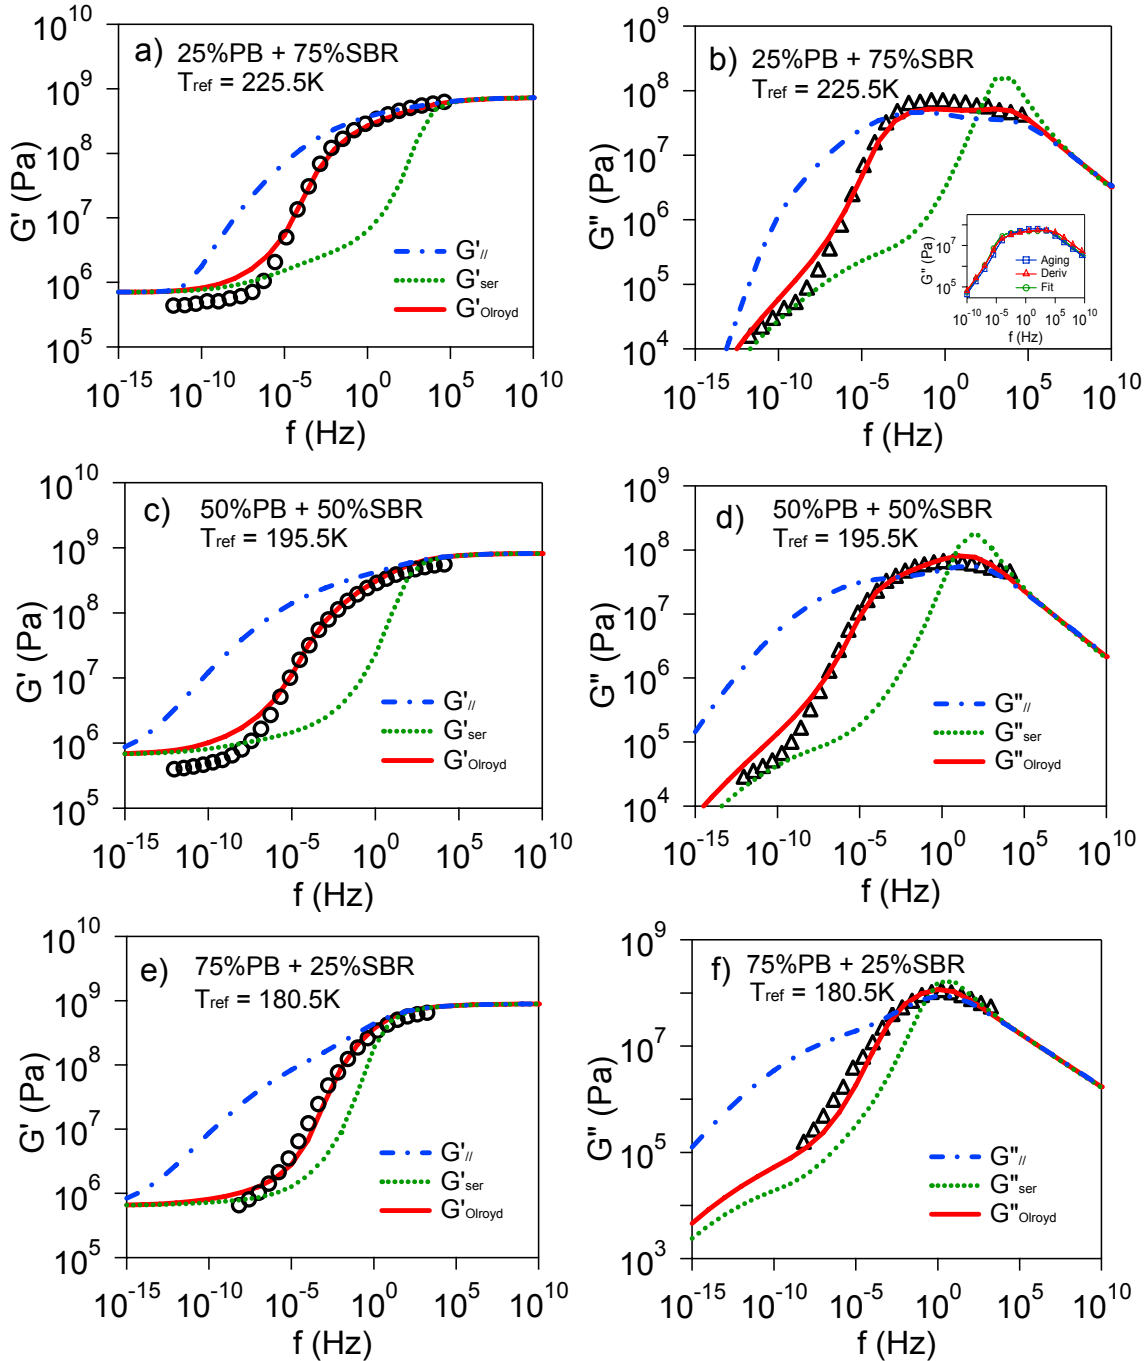 a) 25%PB + 75%SBR
Tref = 225.5K
G' (Pa)
10^10
10^9
10^8
10^7
10^6
10^5
G'//
G'ser
G'Olroyd
10^-15 10^-10 10^-5 10^0 10^5 10^10
f (Hz)
b) 25%PB + 75%SBR
Tref = 225.5K
G" (Pa)
10^9
10^8
10^7
10^6
10^5
10^4
G" (Pa)
10^7
10^5
Aging
Deriv
Fit
10^-10 10^-5 10^0 10^5 10^10
f (Hz)
10^-15 10^-10 10^-5 10^0 10^5 10^10
f (Hz)
c) 50%PB + 50%SBR
Tref = 195.5K
G' (Pa)
10^10
10^9
10^8
10^7
10^6
10^5
G'//
G'ser
G'Olroyd
10^-15 10^-10 10^-5 10^0 10^5 10^10
f (Hz)
d) 50%PB + 50%SBR
Tref = 195.5K
G" (Pa)
10^9
10^8
10^7
10^6
10^5
10^4
G"//
G"ser
G"Olroyd
10^-15 10^-10 10^-5 10^0 10^5 10^10
f (Hz)
e) 75%PB + 25%SBR
Tref = 180.5K
G' (Pa)
10^10
10^9
10^8
10^7
10^6
10^5
G'//
G'ser
G'Olroyd
10^-15 10^-10 10^-5 10^0 10^5 10^10
f (Hz)
f) 75%PB + 25%SBR
Tref = 180.5K
G" (Pa)
10^9
10^7
10^5
10^3
G"//
G"ser
G"Olroyd
10^-15 10^-10 10^-5 10^0 10^5 10^10
f (Hz)